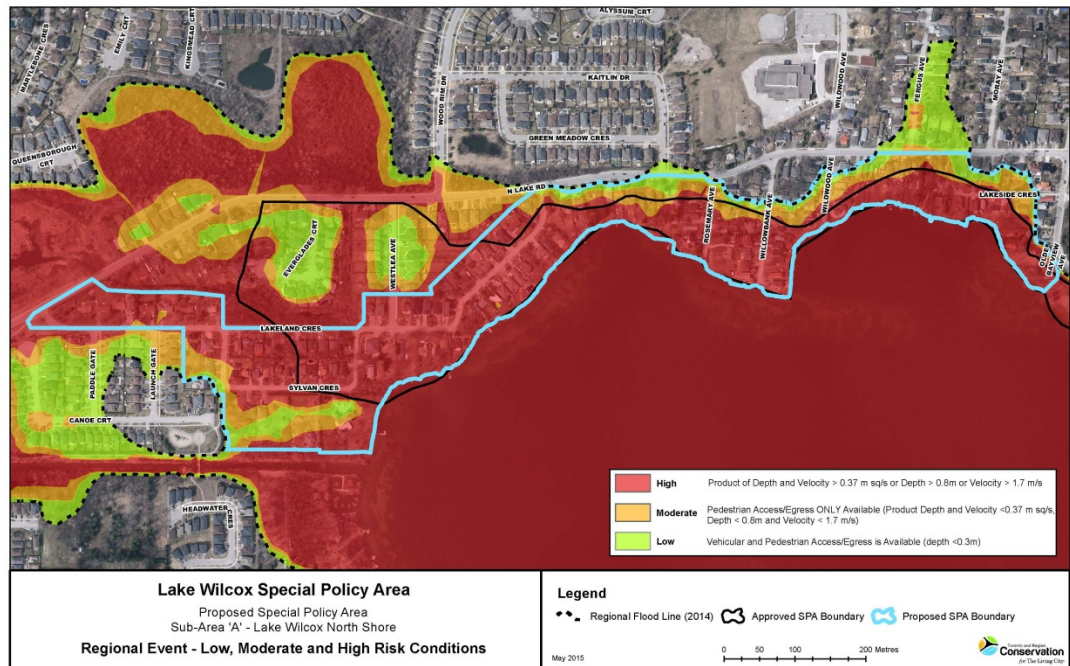 ALYSSUM CRT
MARYLEBONE CRES
EMILY CRT
KINGSMEAD CRT
WOOD RIM DR
KAITLIN DR
WILDWOOD AVE
FERGUS AVE
MORAY AVE
GREEN MEADOW CRES
QUEENSBOROUGH CRT
N LAKE RD
WILDWOOD AVE
LAKESIDE CRES
ROSEMARY AVE
WILLOWBANK AVE
EVERGLADES CRT
WESTLEA AVE
OLDE BAYVIEW AVE
LAKELAND CRES
PADDLE GATE
LAUNCH GATE
SYLVAN CRES
CANOE CRT
HEADWATER CRES
High Product of Depth and Velocity > 0.37 m sq/s or Depth > 0.8m or Velocity > 1.7 m/s
Moderate Pedestrian Access/Egress ONLY Available (Product Depth and Velocity <0.37 m sq/s,
Depth < 0.8m and Velocity < 1.7 m/s)
Low Vehicular and Pedestrian Access/Egress is Available (depth <0.3m)
Lake Wilcox Special Policy Area
Proposed Special Policy Area
Sub-Area 'A' - Lake Wilcox North Shore
Regional Event - Low, Moderate and High Risk Conditions
Legend
Regional Flood Line (2014) Approved SPA Boundary Proposed SPA Boundary
May 2015
0 50 100 200 Metres
Toronto and Region
Conservation
for The Living City